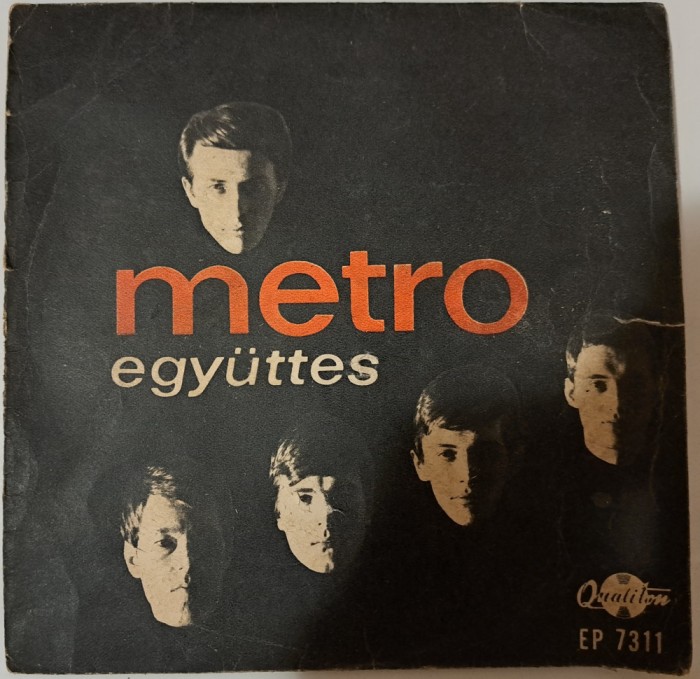 metro
együttes
Qualiton
EP 7311